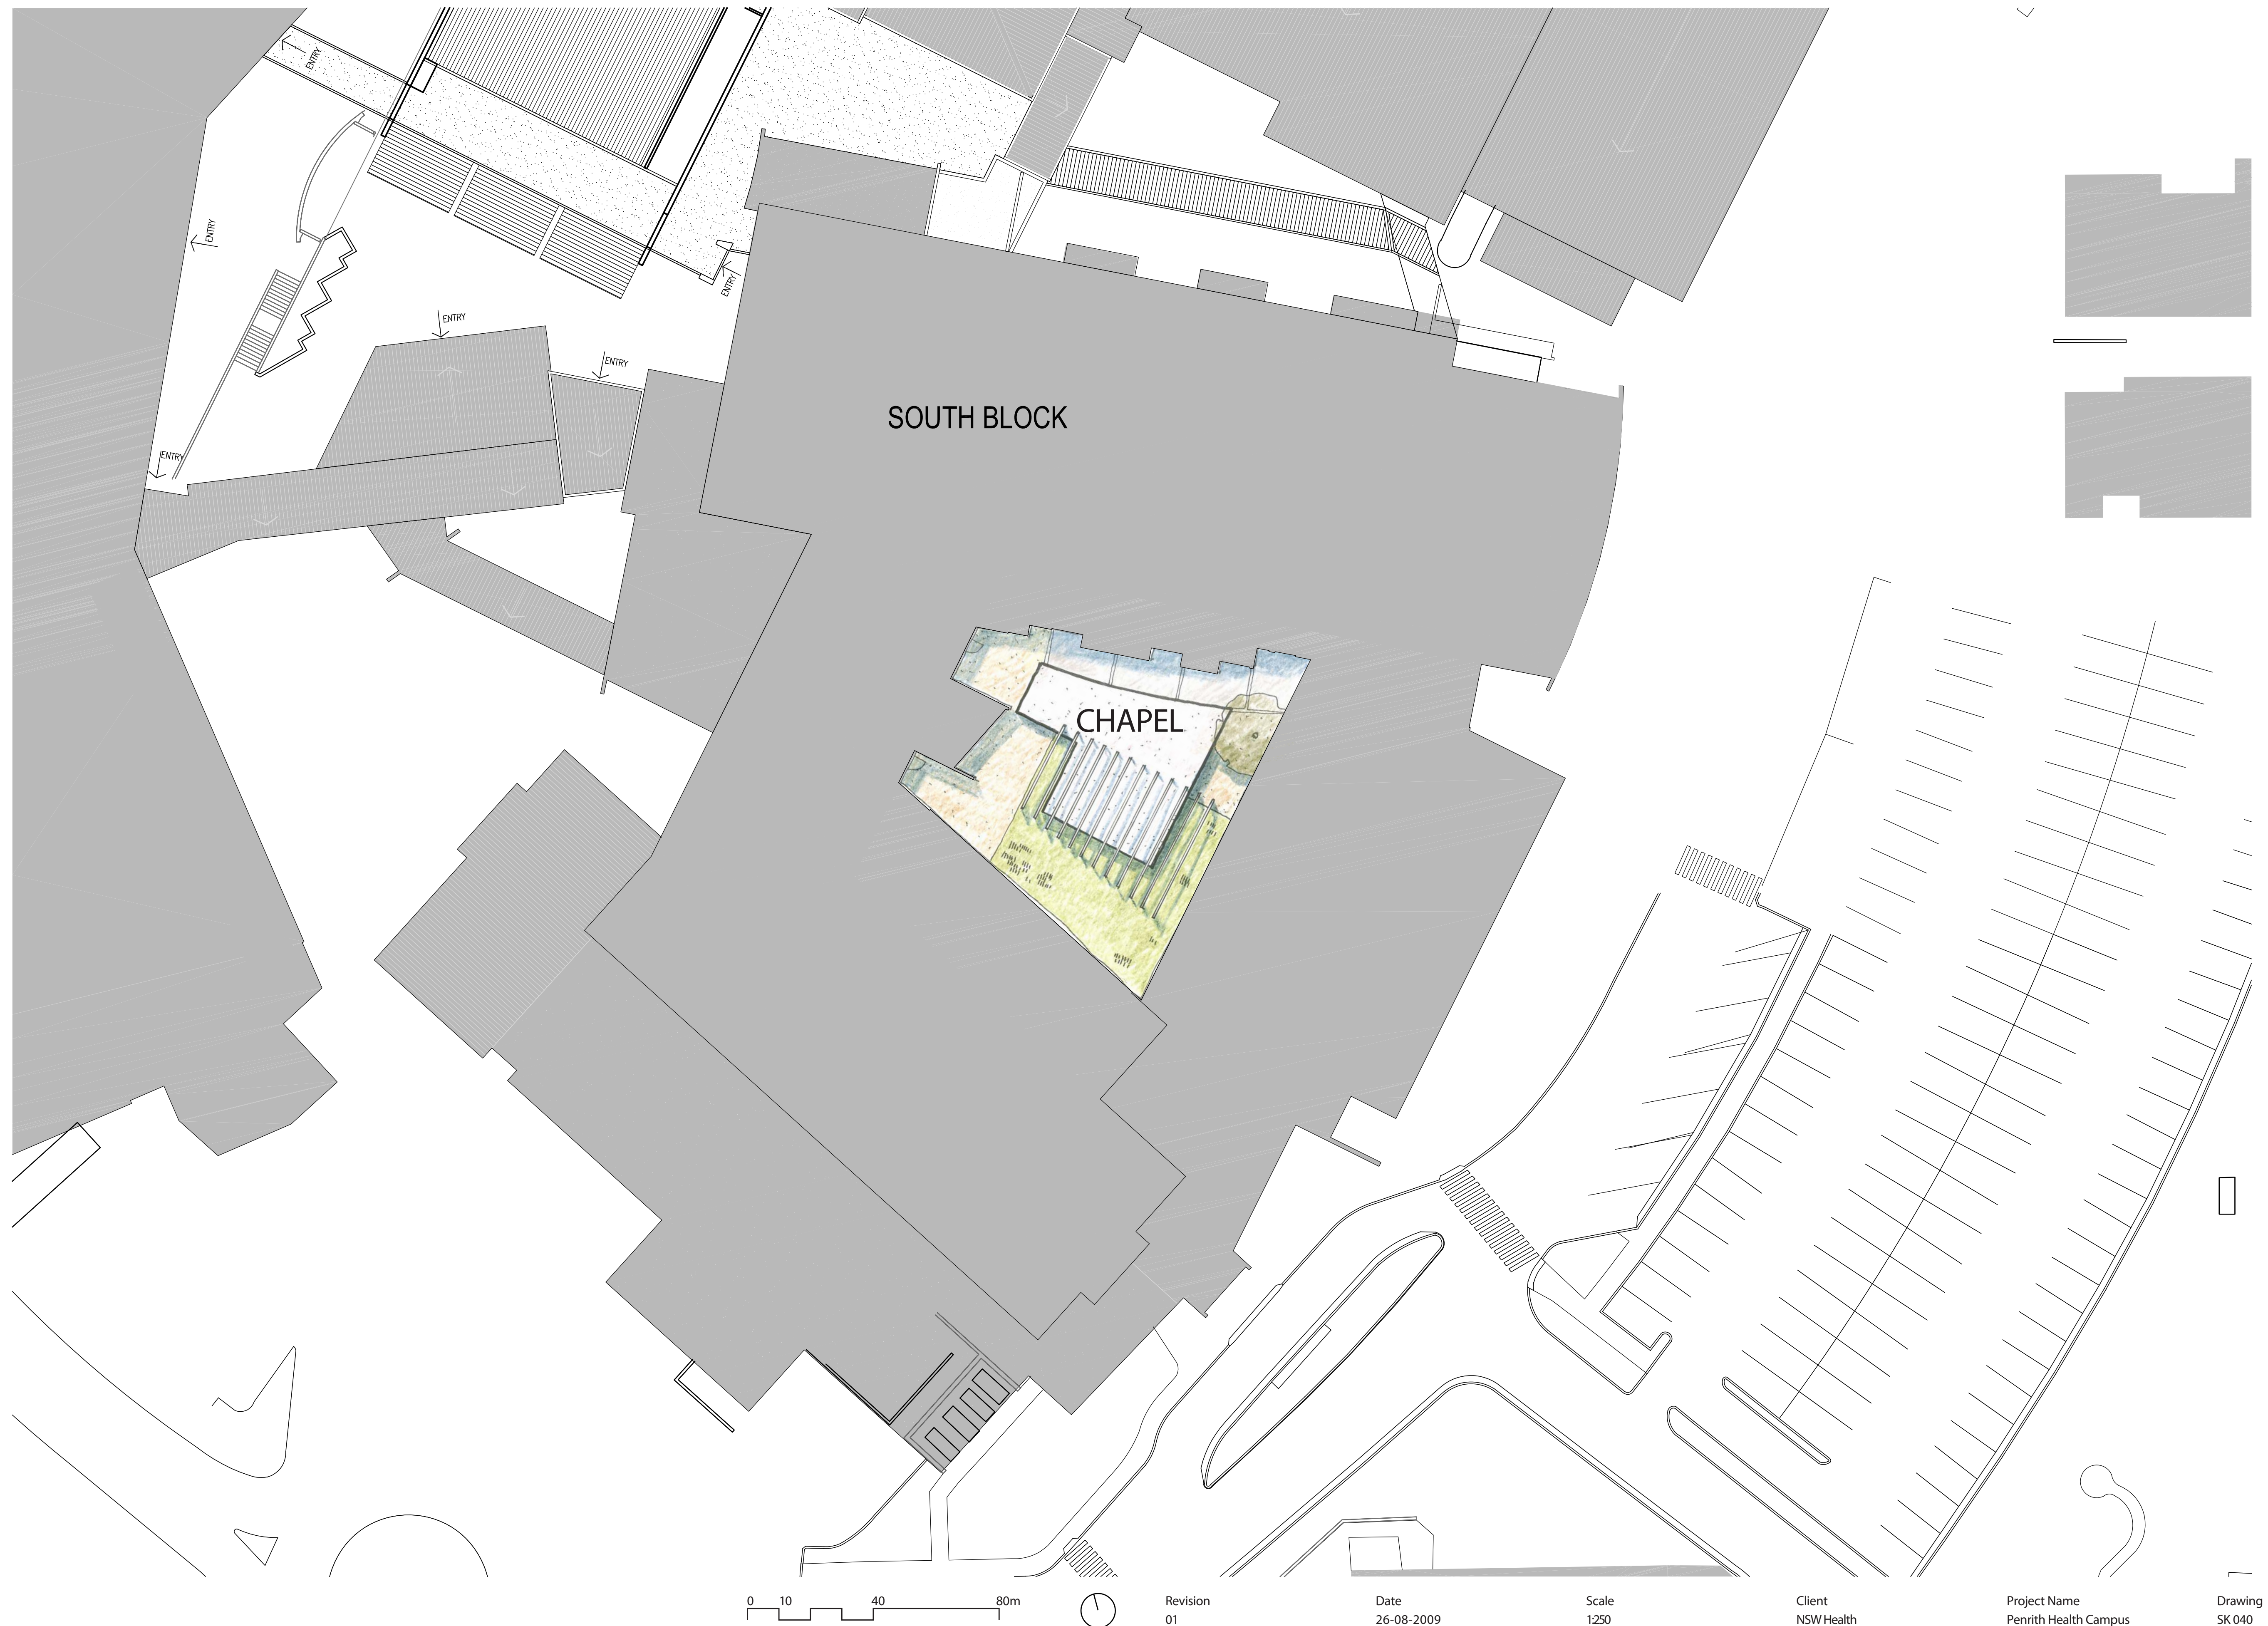 ENTRY
ENTRY
ENTRY
ENTRY
ENTRY
ENTRY
SOUTH BLOCK
CHAPEL
0 10 40 80m
Revision
01
Date
26-08-2009
Scale
1:250
Client
NSW Health
Project Name
Penrith Health Campus
Drawing
SK 040